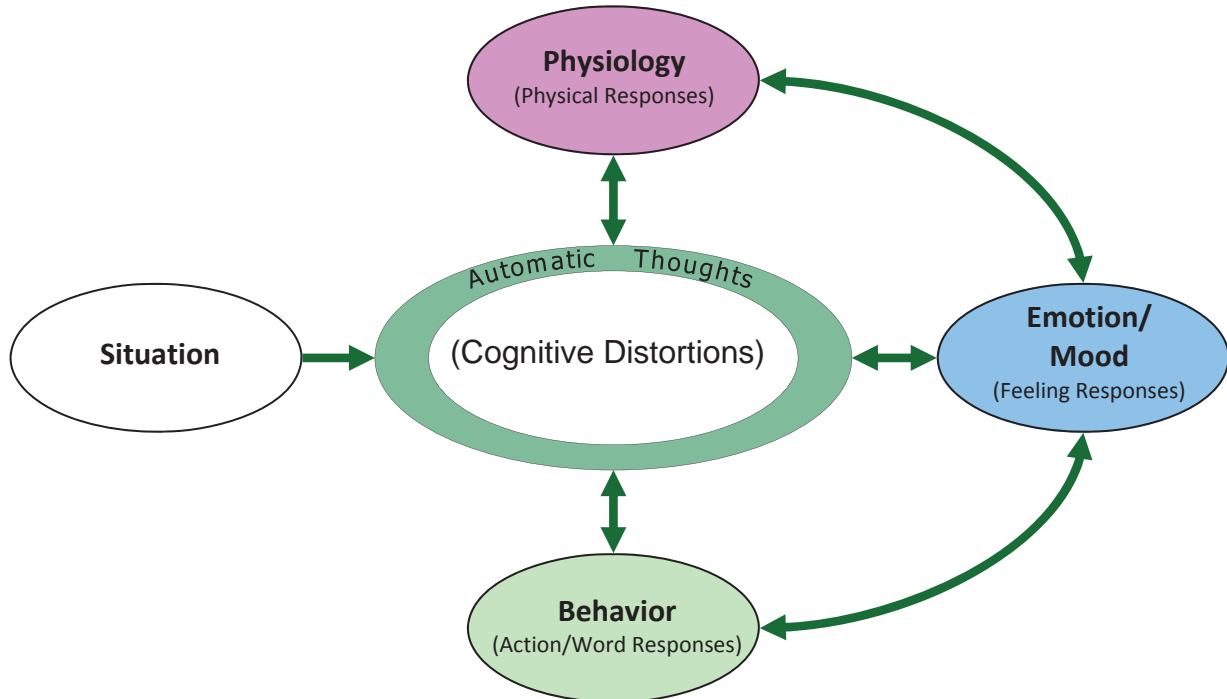 Physiology
(Physical Responses)
Automatic Thoughts
Situation
(Cognitive Distortions)
Emotion/
Mood
(Feeling Responses)
Behavior
(Action/Word Responses)